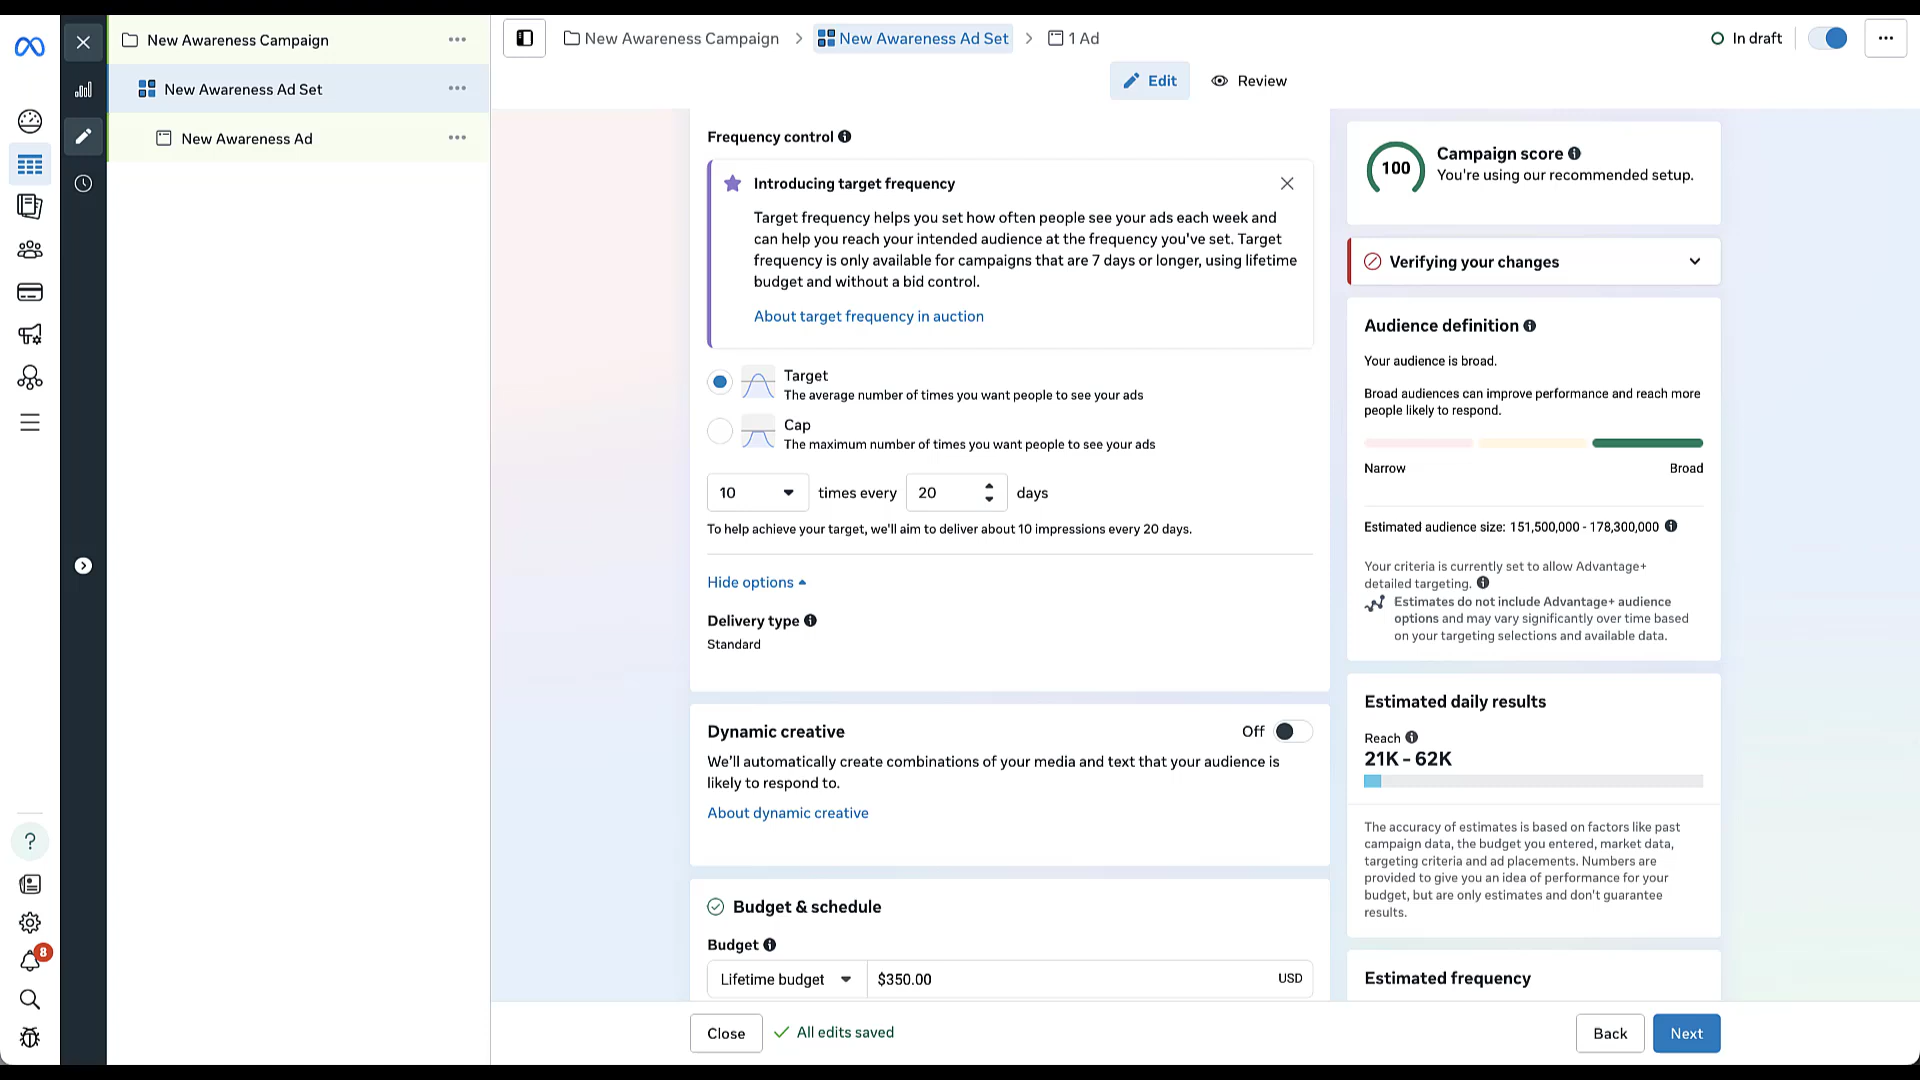 New Awareness Campaign
New Awareness Ad Set
New Awareness Ad
New Awareness Campaign
New Awareness Ad Set
1 Ad
In draft
Edit
Review
Frequency control
Introducing target frequency
Target frequency helps you set how often people see your ads each week and
can help you reach your intended audience at the frequency you've set. Target
frequency is only available for campaigns that are 7 days or longer, using lifetime
budget and without a bid control.
About target frequency in auction
Target
The average number of times you want people to see your ads
Cap
The maximum number of times you want people to see your ads
10 times every 20 days
To help achieve your target, we'll aim to deliver about 10 impressions every 20 days.
Hide options
Delivery type
Standard
Dynamic creative
Off
We'll automatically create combinations of your media and text that your audience is
likely to respond to.
About dynamic creative
Budget & schedule
Budget
Lifetime budget $350.00 USD
Close
All edits saved
Back
Next
100
Campaign score
You're using our recommended setup.
Verifying your changes
Audience definition
Your audience is broad.
Broad audiences can improve performance and reach more
people likely to respond.
Narrow Broad
Estimated audience size: 151,500,000 - 178,300,000
Your criteria is currently set to allow Advantage+
detailed targeting.
Estimates do not include Advantage+ audience
options and may vary significantly over time based
on your targeting selections and available data.
Estimated daily results
Reach
21K - 62K
The accuracy of estimates is based on factors like past
campaign data, the budget you entered, market data,
targeting criteria and ad placements. Numbers are
provided to give you an idea of performance for your
budget, but are only estimates and don't guarantee
results.
Estimated frequency
8